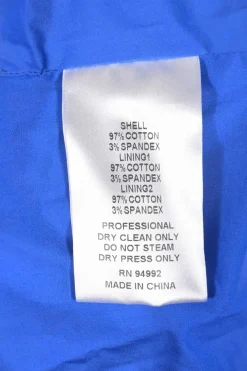 SHELL
97% COTTON
3% SPANDEX
LINING1
97% COTTON
3% SPANDEX
LINING2
97% COTTON
3% SPANDEX
PROFESSIONAL
DRY CLEAN ONLY
DO NOT STEAM
DRY PRESS ONLY
RN 94992
MADE IN CHINA